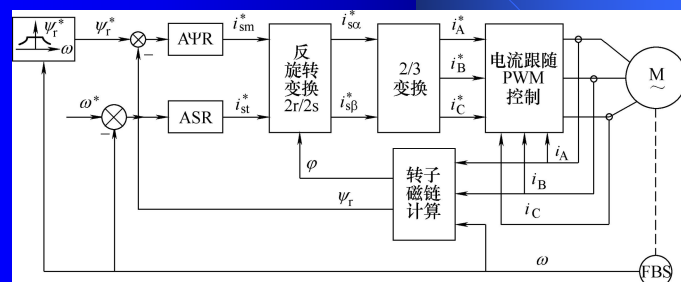 ψr* ω
ψr*
−
AΨR
i*sm
反
旋转
变换
2r/2s
i*sα
2/3
变换
i*A
i*B
i*C
电流跟随
PWM
控制
M
~
ω*
−
ASR
i*st
i*sβ
φ
ψr
转子
磁链
计算
iA
iB
iC
ω
FBS